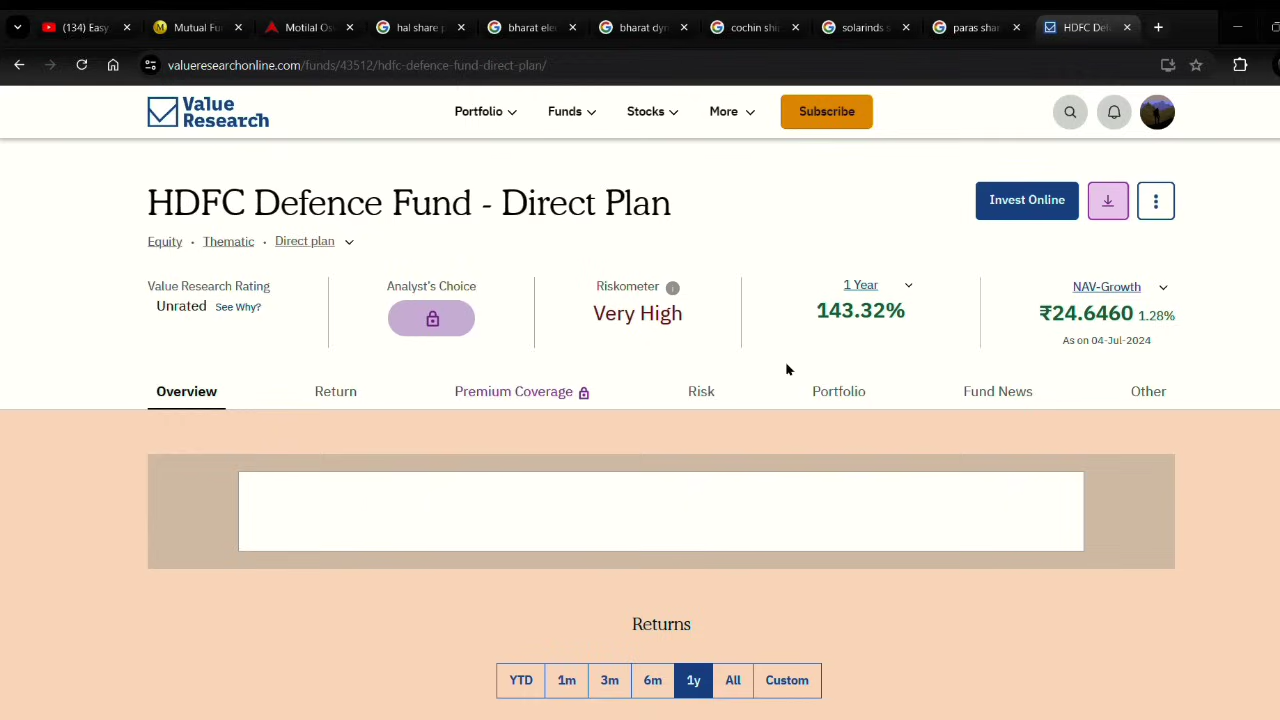 (134) Easy
Mutual Fu
Motilal Os
hal share p
bharat ele
bharat dyn
cochin shi
solarinds s
paras shar
HDFC Def
valueresearchonline.com/funds/43512/hdfc-defence-fund-direct-plan/
Value
Research
Portfolio
Funds
Stocks
More
Subscribe
HDFC Defence Fund - Direct Plan
Invest Online
Equity · Thematic · Direct plan
Value Research Rating
Unrated See Why?
Analyst's Choice
Riskometer
Very High
1 Year
143.32%
NAV-Growth
₹24.6460 1.28%
As on 04-Jul-2024
Overview
Return
Premium Coverage
Risk
Portfolio
Fund News
Other
Returns
YTD
1m
3m
6m
1y
All
Custom